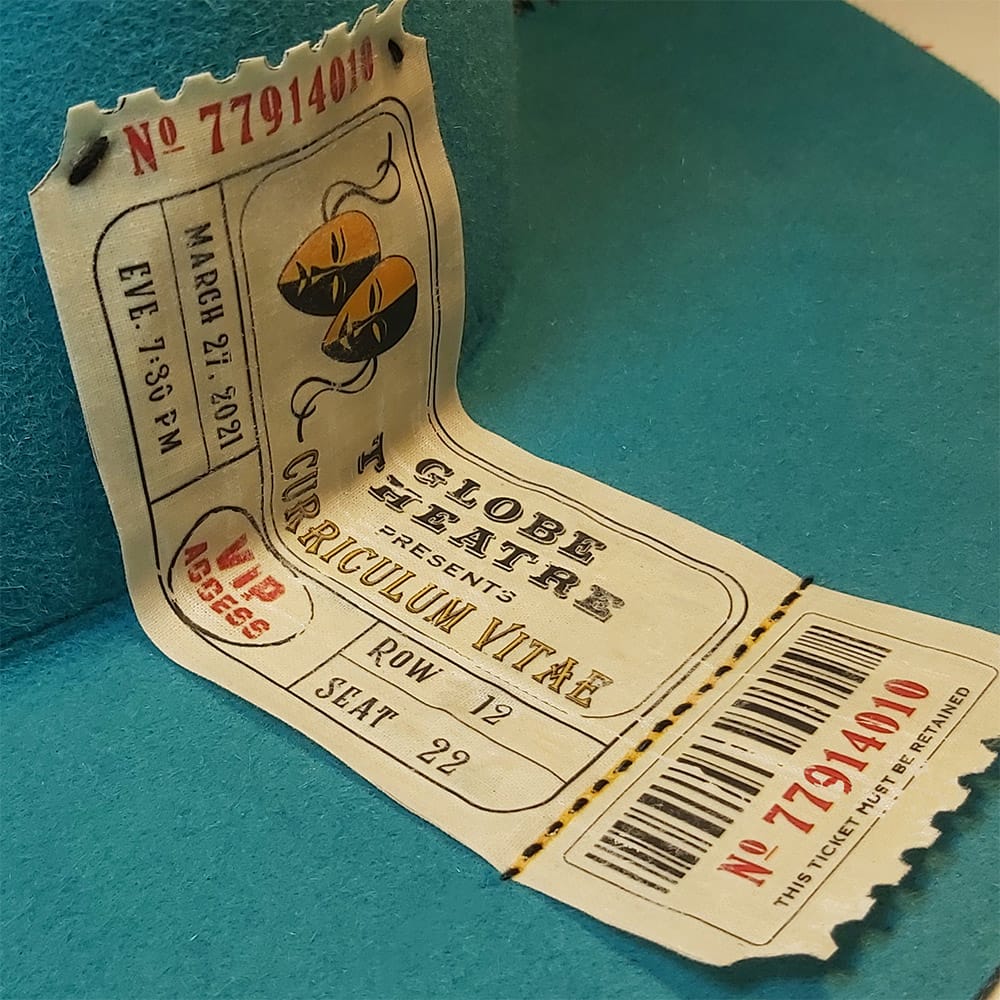 Nº 77914010
MARCH 27, 2021
EVE. 7:30 PM
GLOBE
THEATRE
PRESENTS
CURRICULUM VITAE
VIP
ACCESS
ROW 12
SEAT 22
Nº 77914010
THIS TICKET MUST BE RETAINED